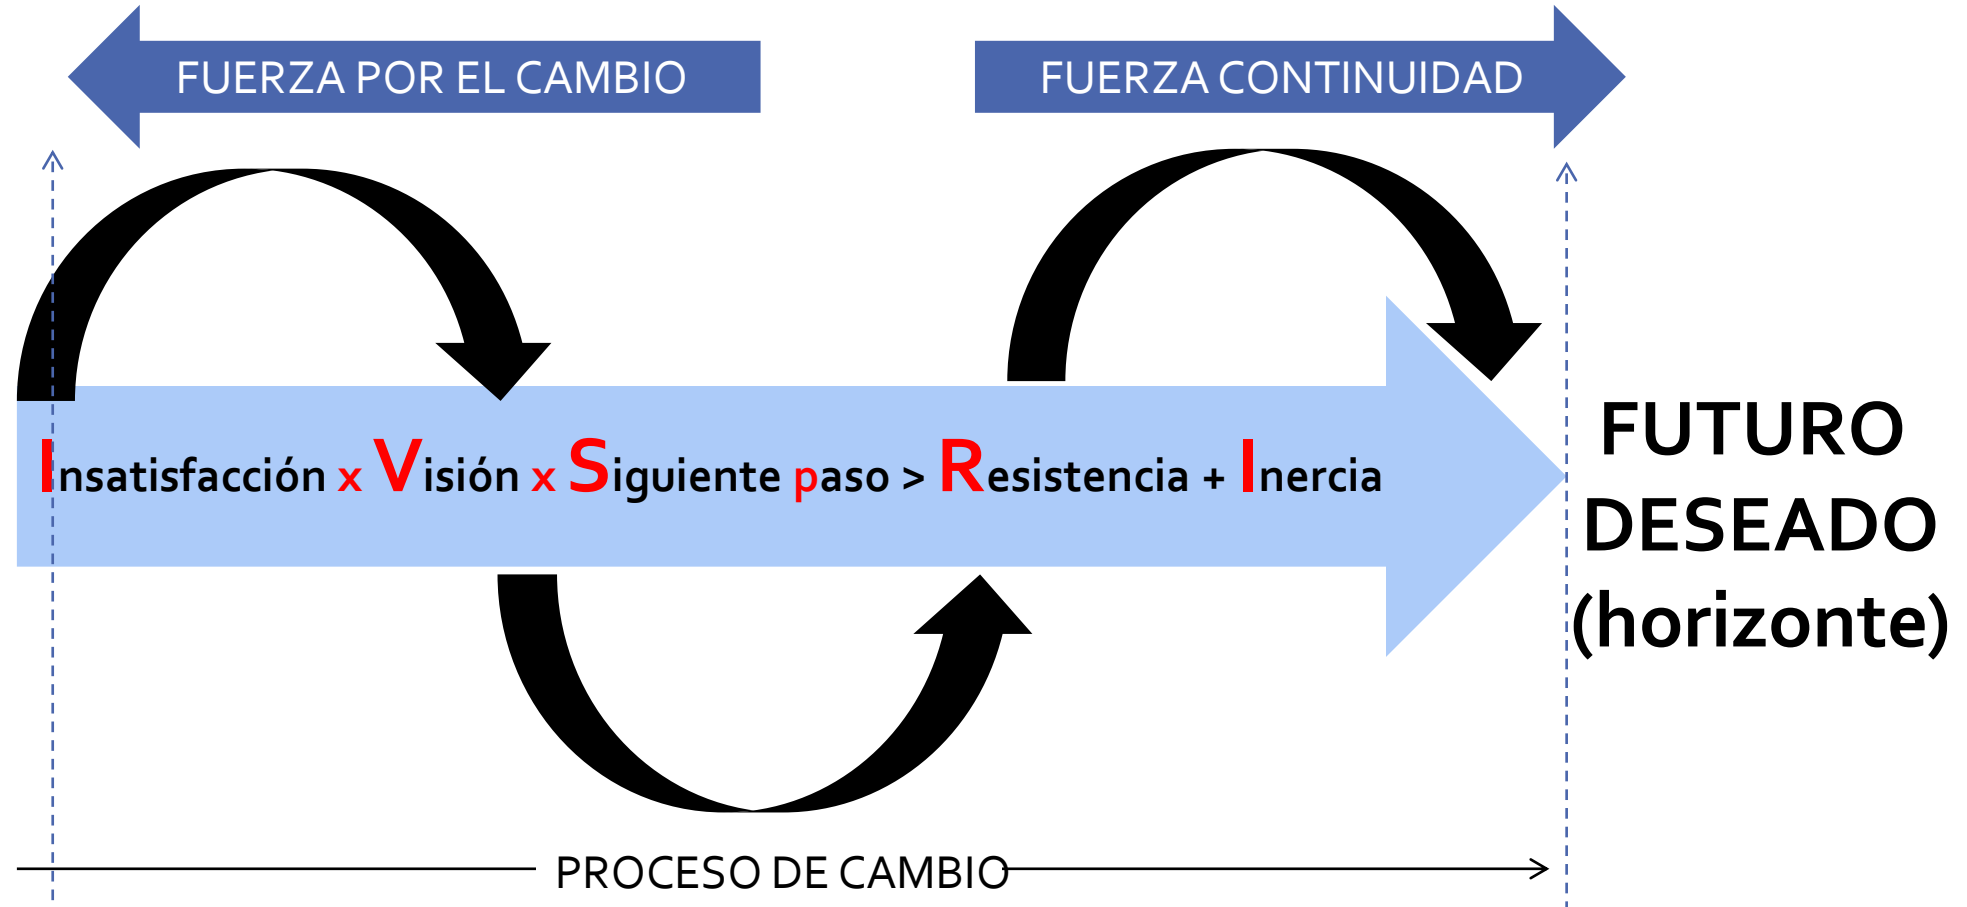 FUERZA POR EL CAMBIO
FUERZA CONTINUIDAD
Insatisfacción x Visión x Siguiente paso > Resistencia + Inercia
FUTURO
DESEADO
(horizonte)
PROCESO DE CAMBIO